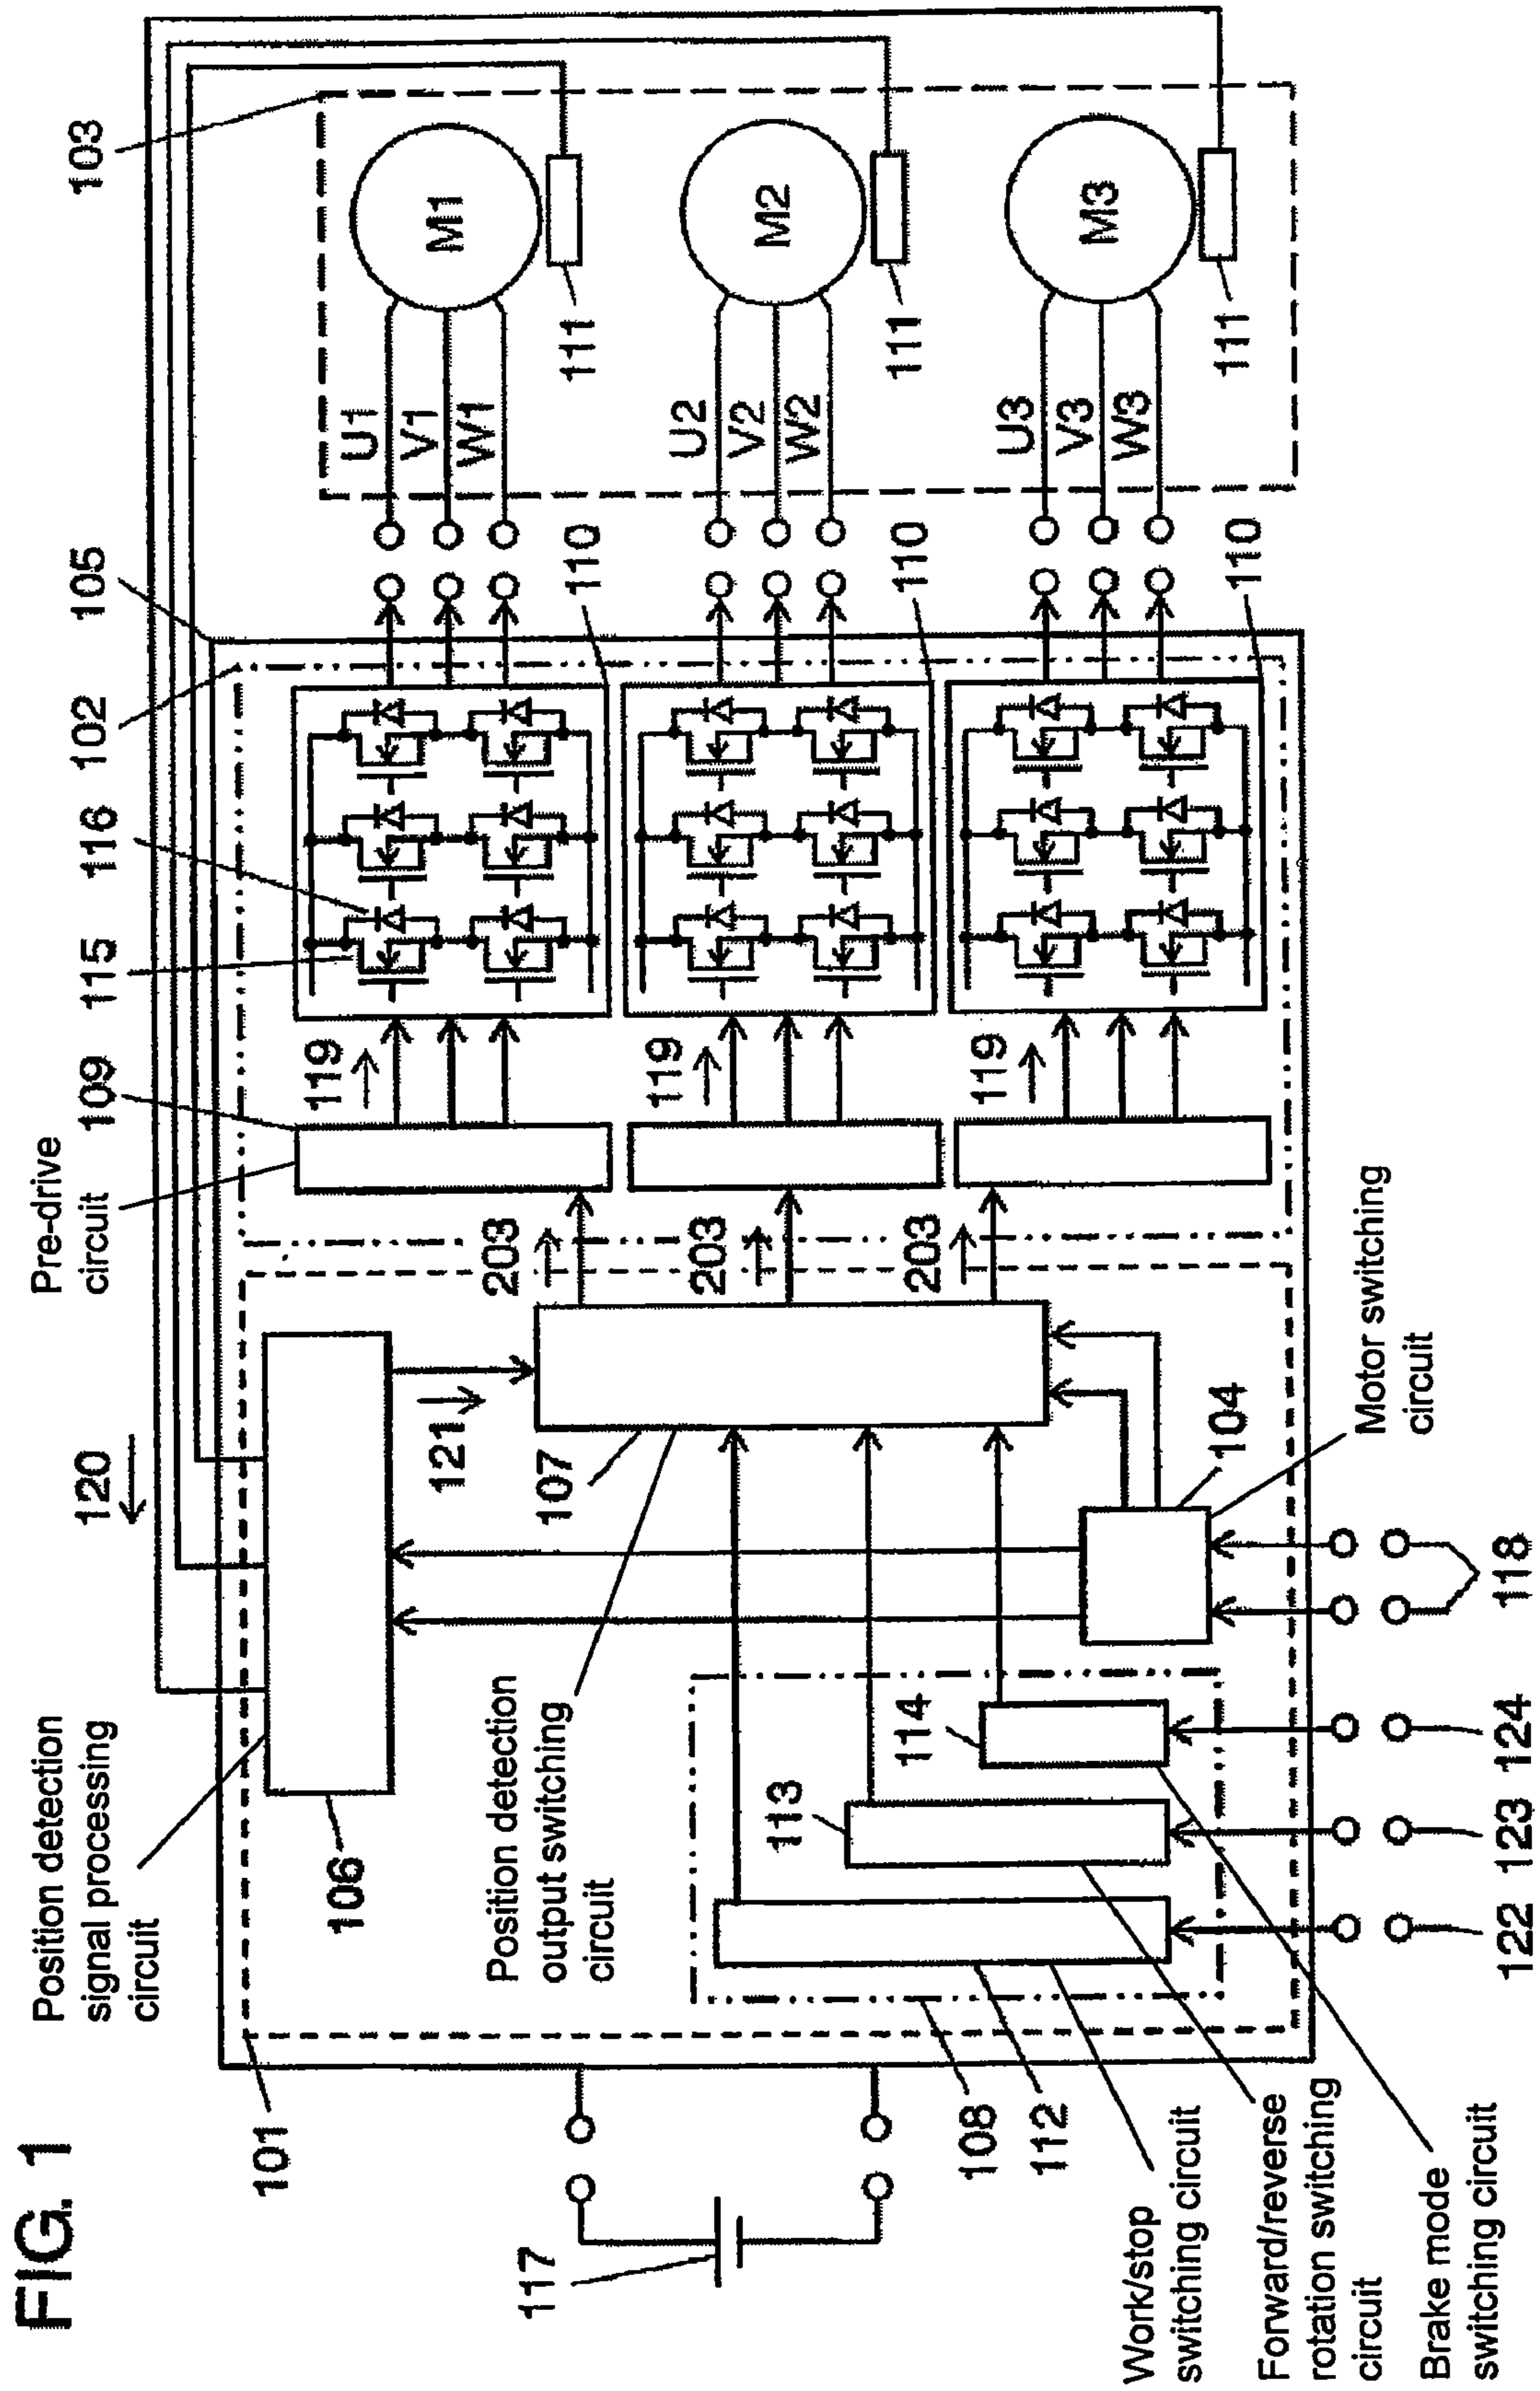 FIG. 1
Position detection
signal processing
circuit
120
Pre-drive
circuit
109
115
116
102
105
103
101
106
121
107
203
203
203
119
119
119
110
110
110
U1
V1
W1
M1
111
U2
V2
W2
M2
111
U3
V3
W3
M3
111
Position detection
output switching
circuit
117
113
114
104
Motor switching
circuit
108
112
Work/stop
switching circuit
Forward/reverse
rotation switching
circuit
Brake mode
switching circuit
122
123
124
118